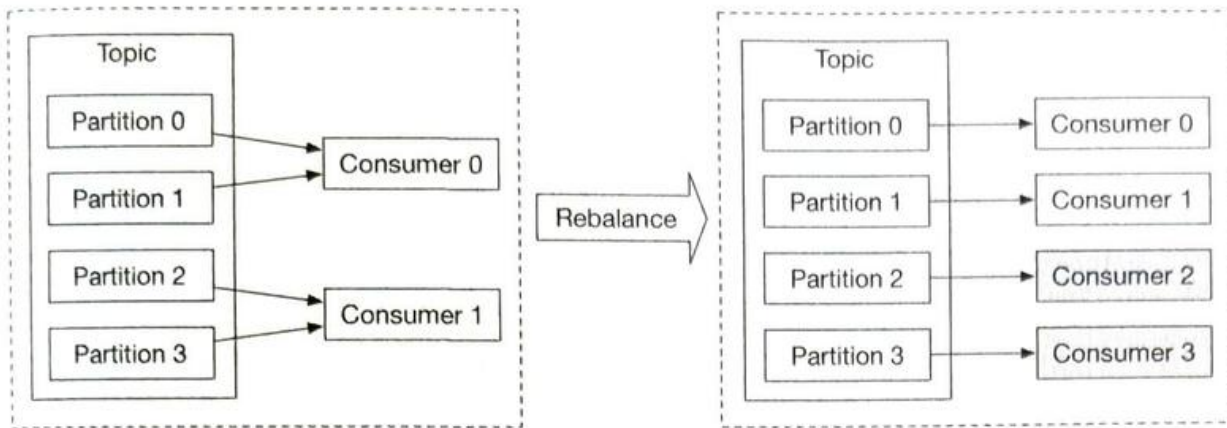 Topic
Partition 0
Partition 1
Partition 2
Partition 3
Consumer 0
Consumer 1
Rebalance
Topic
Partition 0
Partition 1
Partition 2
Partition 3
Consumer 0
Consumer 1
Consumer 2
Consumer 3